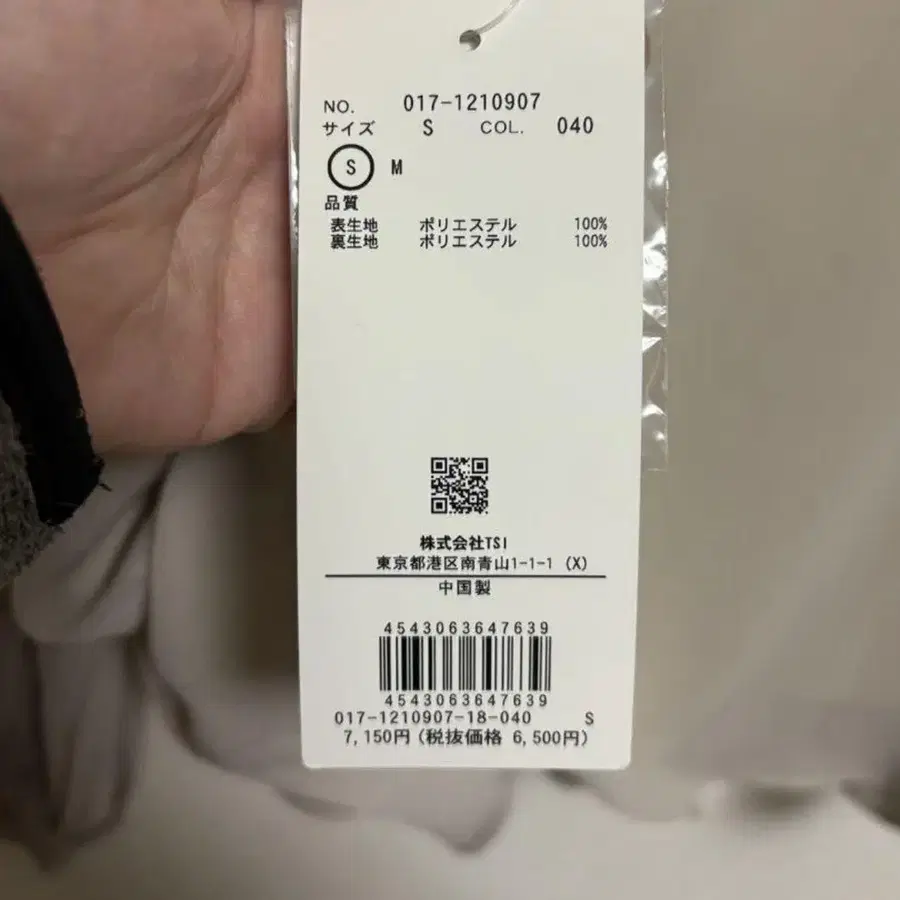 NO. 017-1210907
サイズ S COL. 040
S M
品質
表生地 ポリエステル 100%
裏生地 ポリエステル 100%
株式会社TSI
東京都港区南青山1-1-1 (X)
中国製
4543063647639
4543063647639
017-1210907-18-040 S
7,150円 (税抜価格 6,500円)